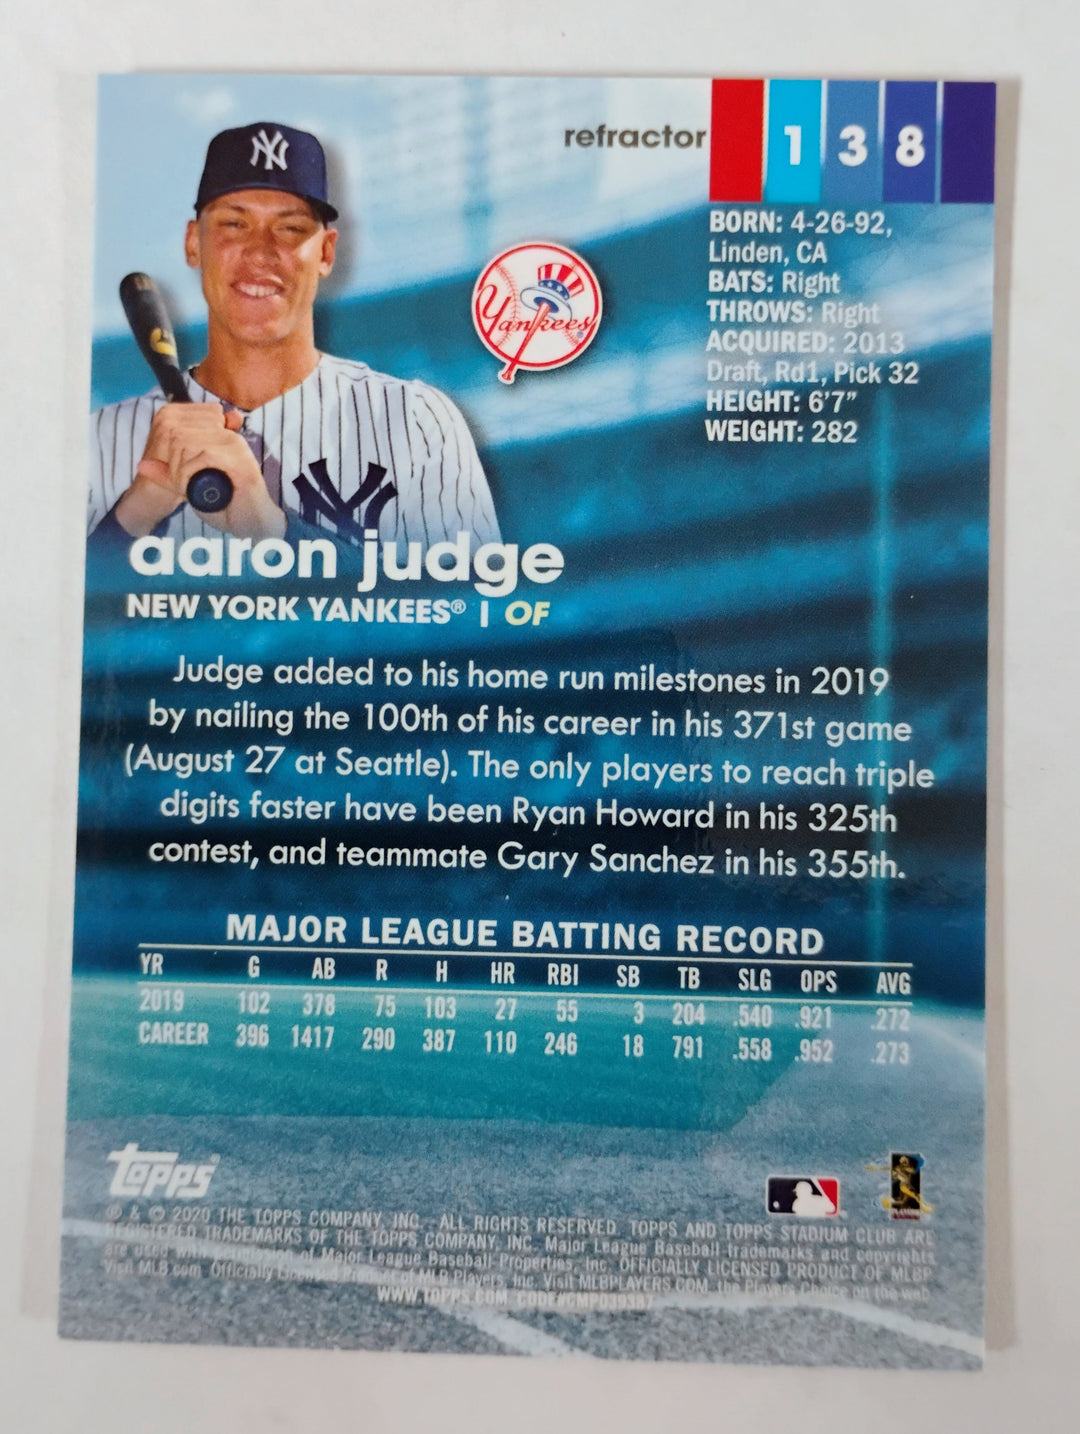 refractor
1 3 8
BORN: 4-26-92,
Linden, CA
BATS: Right
THROWS: Right
ACQUIRED: 2013
Draft, Rd1, Pick 32
HEIGHT: 6'7"
WEIGHT: 282
Yankees
aaron judge
NEW YORK YANKEES® | OF
Judge added to his home run milestones in 2019
by nailing the 100th of his career in his 371st game
(August 27 at Seattle). The only players to reach triple
digits faster have been Ryan Howard in his 325th
contest, and teammate Gary Sanchez in his 355th.
MAJOR LEAGUE BATTING RECORD
YR G AB R H HR RBI SB TB SLG OPS AVG
2019 102 378 75 103 27 55 3 204 .540 .921 .272
CAREER 396 1417 290 387 110 246 18 791 .558 .952 .273
Topps®
® & © 2020 THE TOPPS COMPANY, INC. ALL RIGHTS RESERVED. TOPPS AND TOPPS STADIUM CLUB ARE
REGISTERED TRADEMARKS OF THE TOPPS COMPANY, INC. Major League Baseball trademarks and copyrights
are used with permission of Major League Baseball Properties, Inc. OFFICIALLY LICENSED PRODUCT OF MLBP
Visit MLB.com Officially Licensed Product of MLB Players, Inc. Visit MLBPLAYERS.COM, the Players Choice on the web.
WWW.TOPPS.COM CODE#CMP039387